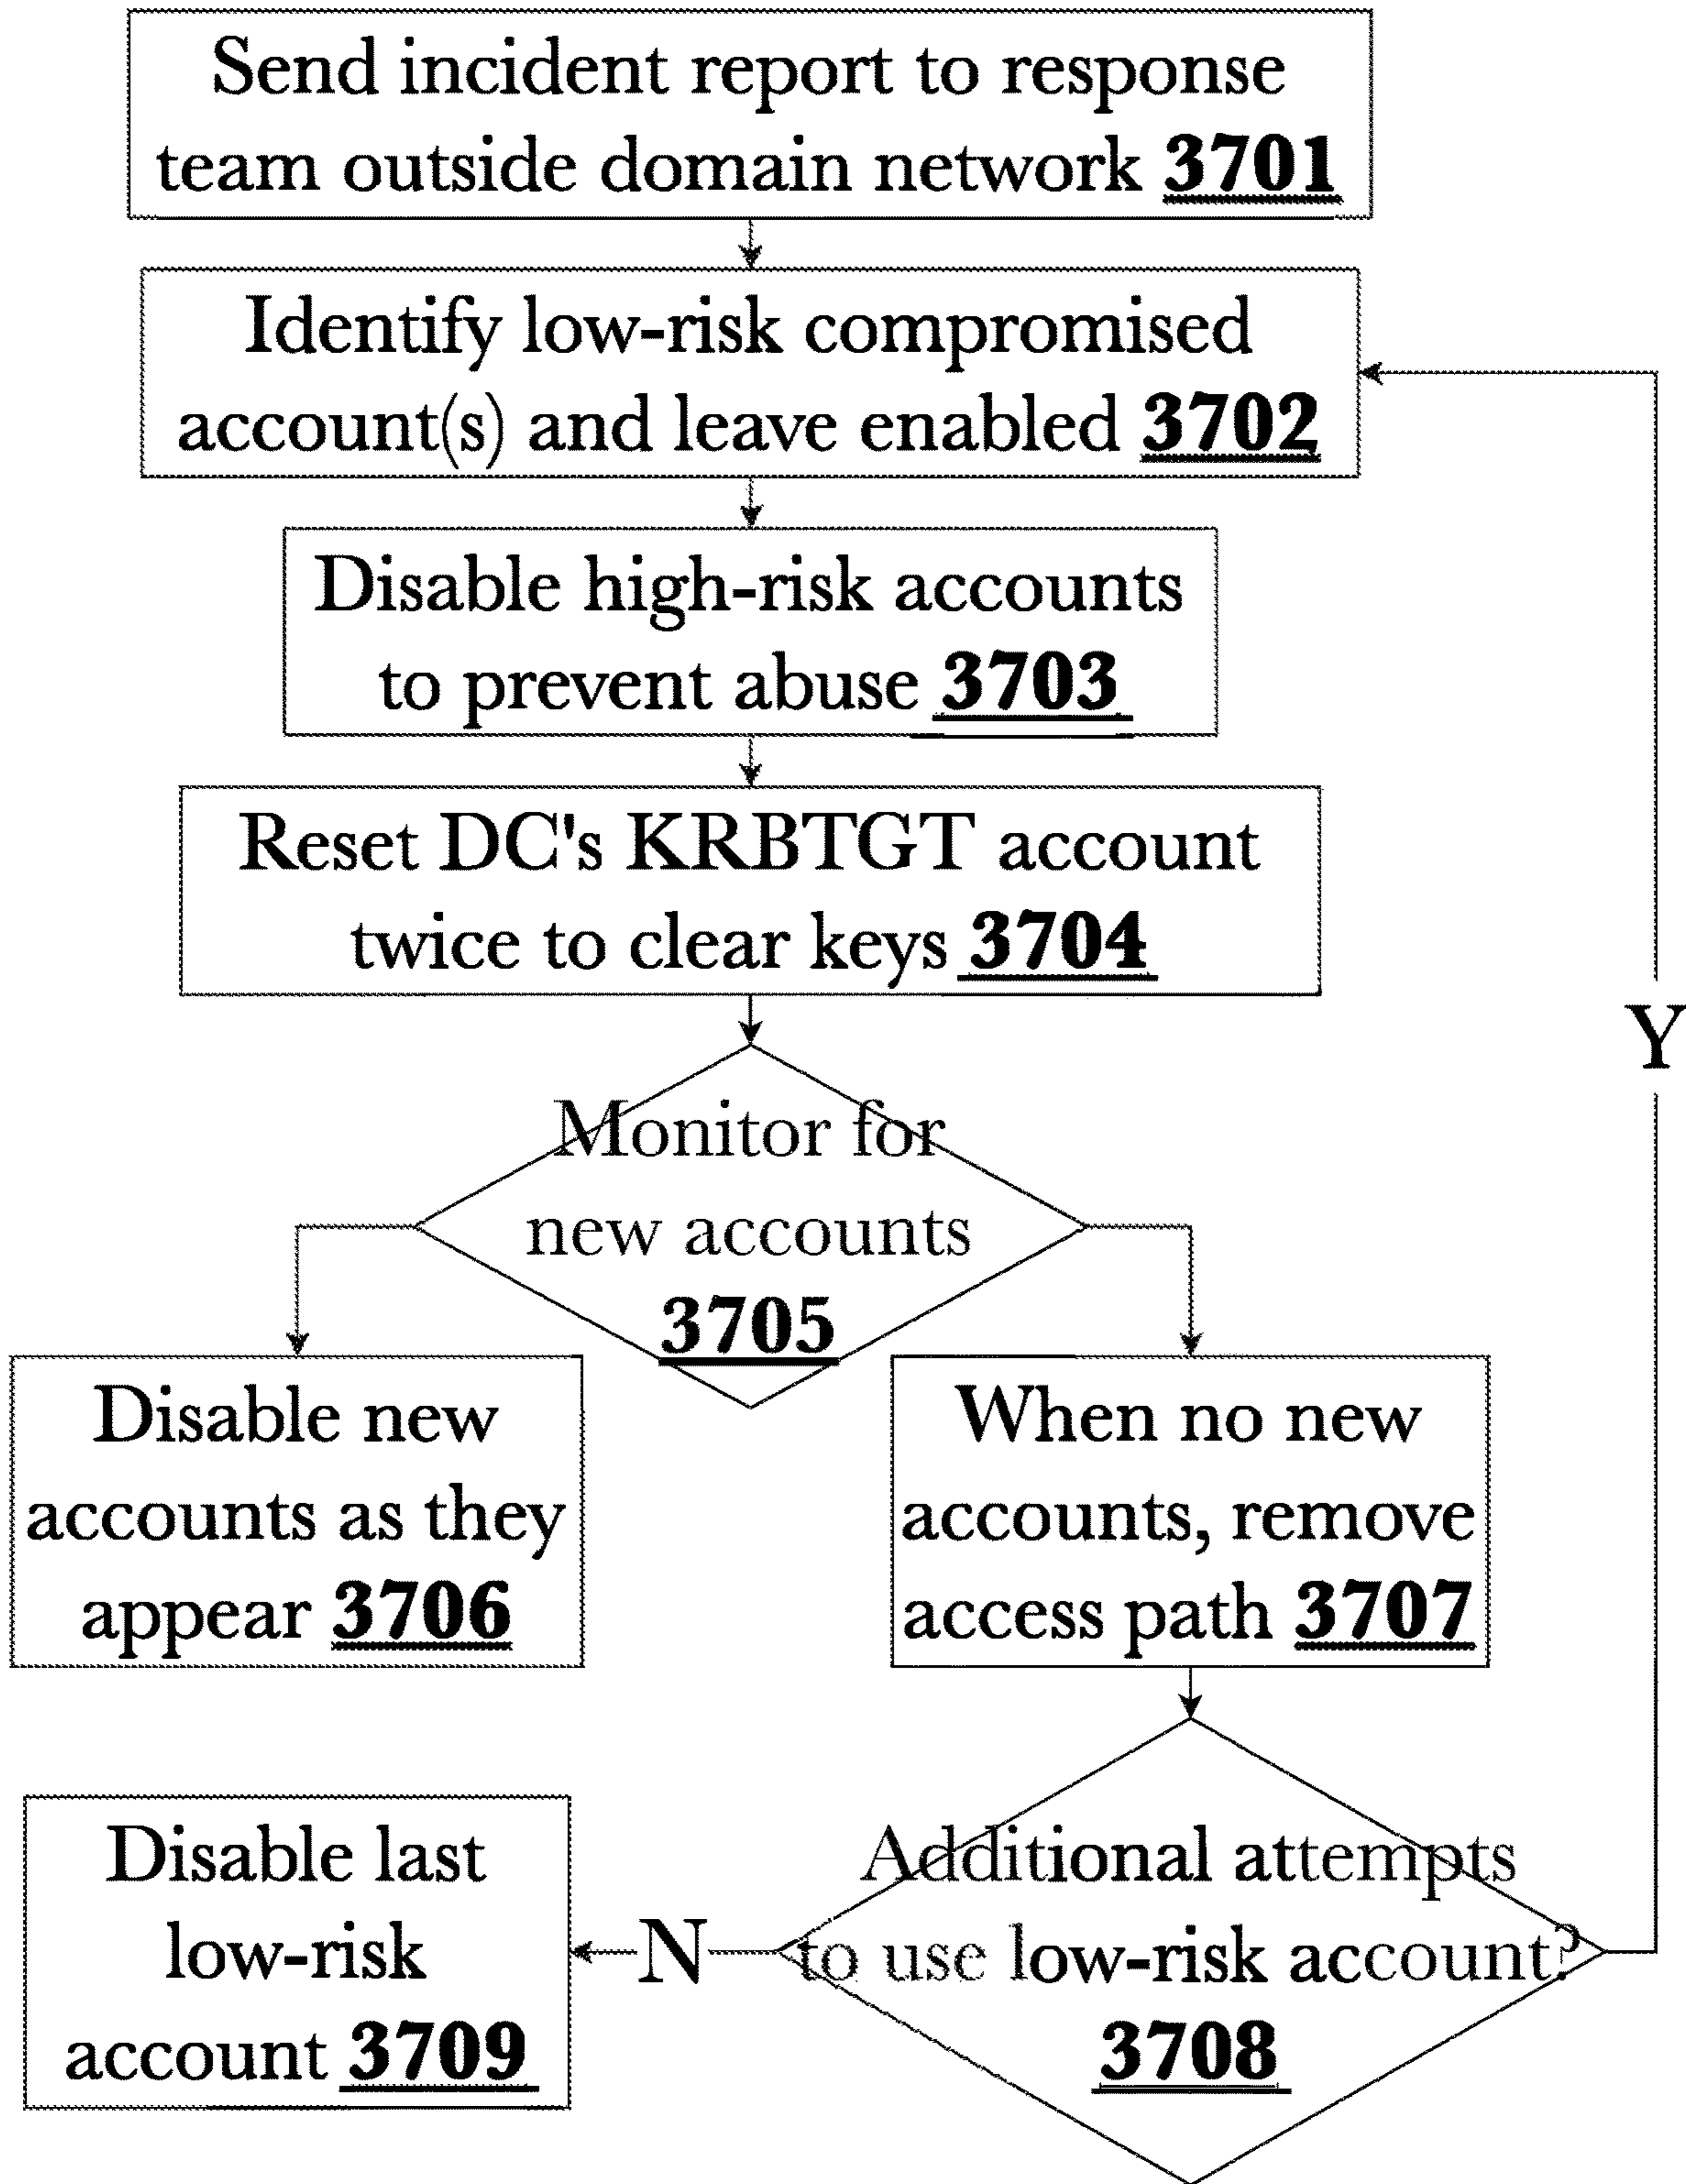 Send incident report to response
team outside domain network 3701
Identify low-risk compromised
account(s) and leave enabled 3702
Disable high-risk accounts
to prevent abuse 3703
Reset DC's KRBTGT account
twice to clear keys 3704
Y
Monitor for
new accounts
3705
Disable new
accounts as they
appear 3706
When no new
accounts, remove
access path 3707
Additional attempts
to use low-risk account?
3708
N
Disable last
low-risk
account 3709